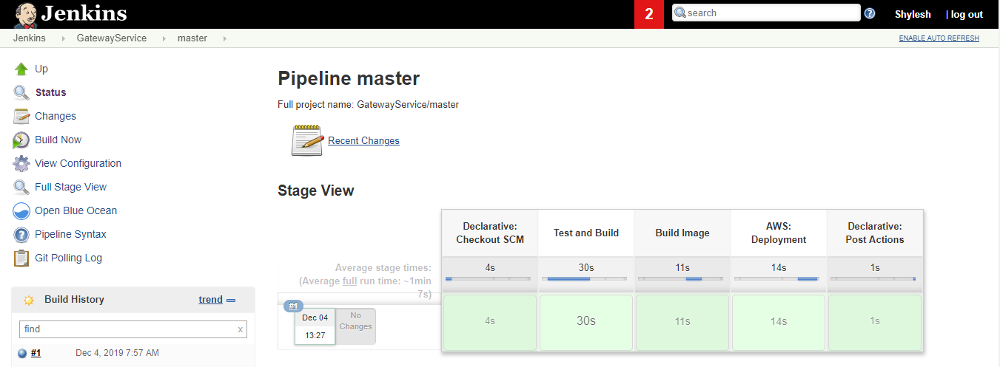 Jenkins
2
search
Shylesh
| log out
Jenkins
GatewayService
master
ENABLE AUTO REFRESH
Up
Status
Changes
Build Now
View Configuration
Full Stage View
Open Blue Ocean
Pipeline Syntax
Git Polling Log
Build History
trend
find
x
#1
Dec 4, 2019 7:57 AM
Pipeline master
Full project name: GatewayService/master
Recent Changes
Stage View
Declarative:
Checkout SCM
Test and Build
Build Image
AWS:
Deployment
Declarative:
Post Actions
Average stage times:
(Average full run time: ~1min
7s)
4s
30s
11s
14s
1s
#1
Dec 04
13:27
No
Changes
4s
30s
11s
14s
1s